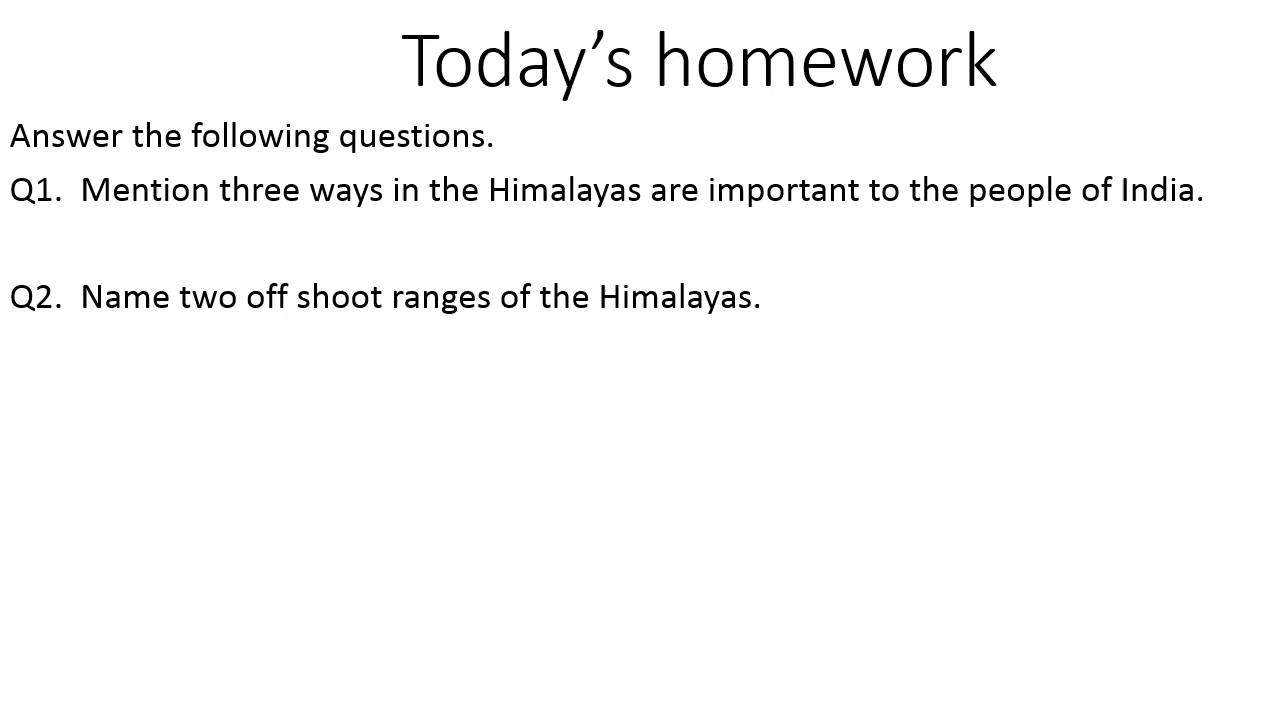 Today’s homework
Answer the following questions.
Q1. Mention three ways in the Himalayas are important to the people of India.
Q2. Name two off shoot ranges of the Himalayas.